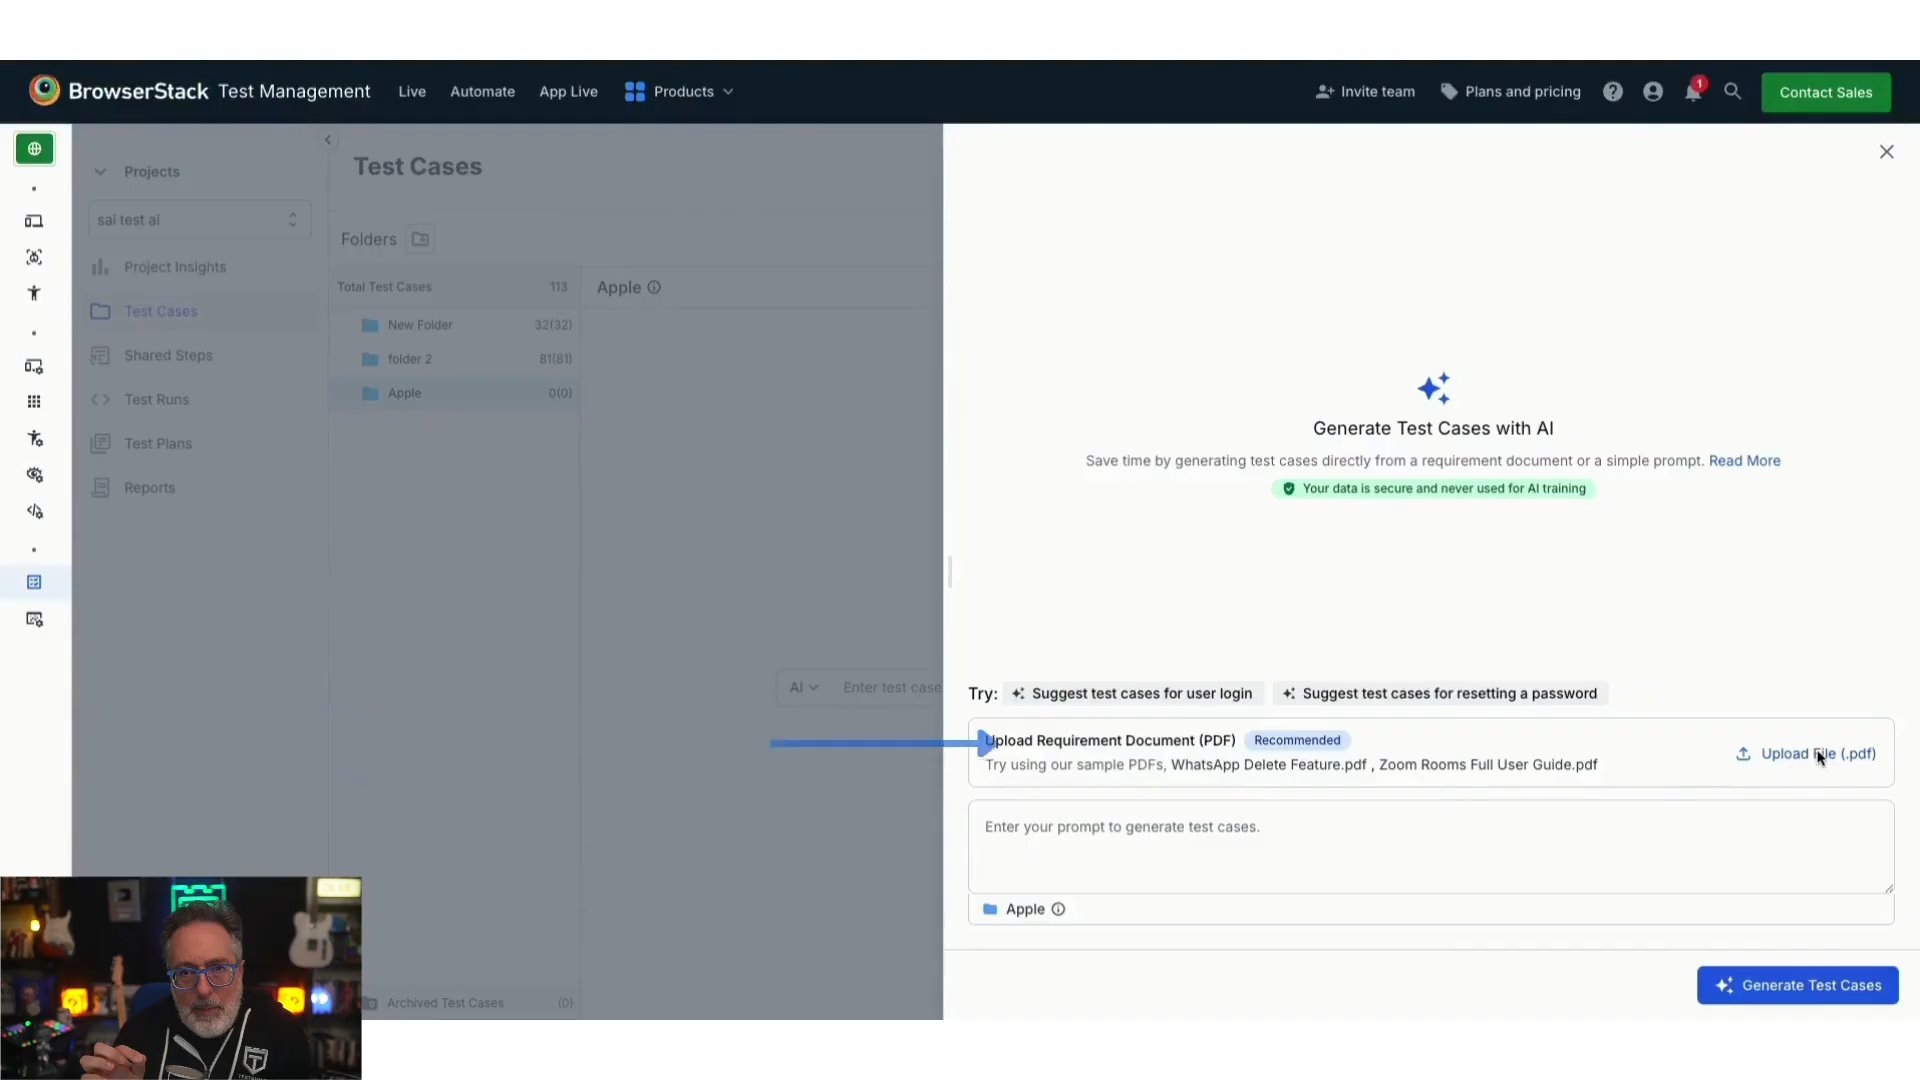 BrowserStack Test Management Live Automate App Live Products Invite team Plans and pricing 1 Contact Sales
Projects
sai test ai
Project Insights
Test Cases
Shared Steps
Test Runs
Test Plans
Reports
Test Cases
Folders
Total Test Cases 113
New Folder 32(32)
folder 2 81(81)
Apple 0(0)
Archived Test Cases (0)
Apple
AI Enter test case
Generate Test Cases with AI
Save time by generating test cases directly from a requirement document or a simple prompt. Read More
Your data is secure and never used for AI training
Try: Suggest test cases for user login Suggest test cases for resetting a password
Upload Requirement Document (PDF) Recommended
Try using our sample PDFs, WhatsApp Delete Feature.pdf , Zoom Rooms Full User Guide.pdf
Upload File (.pdf)
Enter your prompt to generate test cases.
Apple
Generate Test Cases